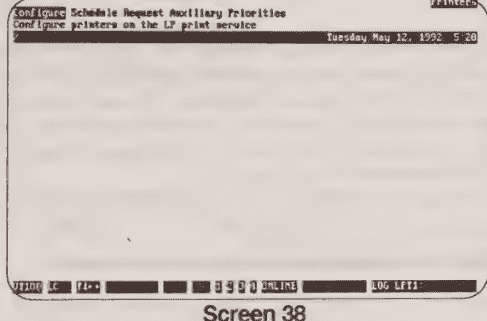 Printers
Configure Schedule Request Auxiliary Priorities
Configure printers on the LP print service
/ Tuesday May 12, 1992 5:20
ONLINE LOG LFT1
Screen 38